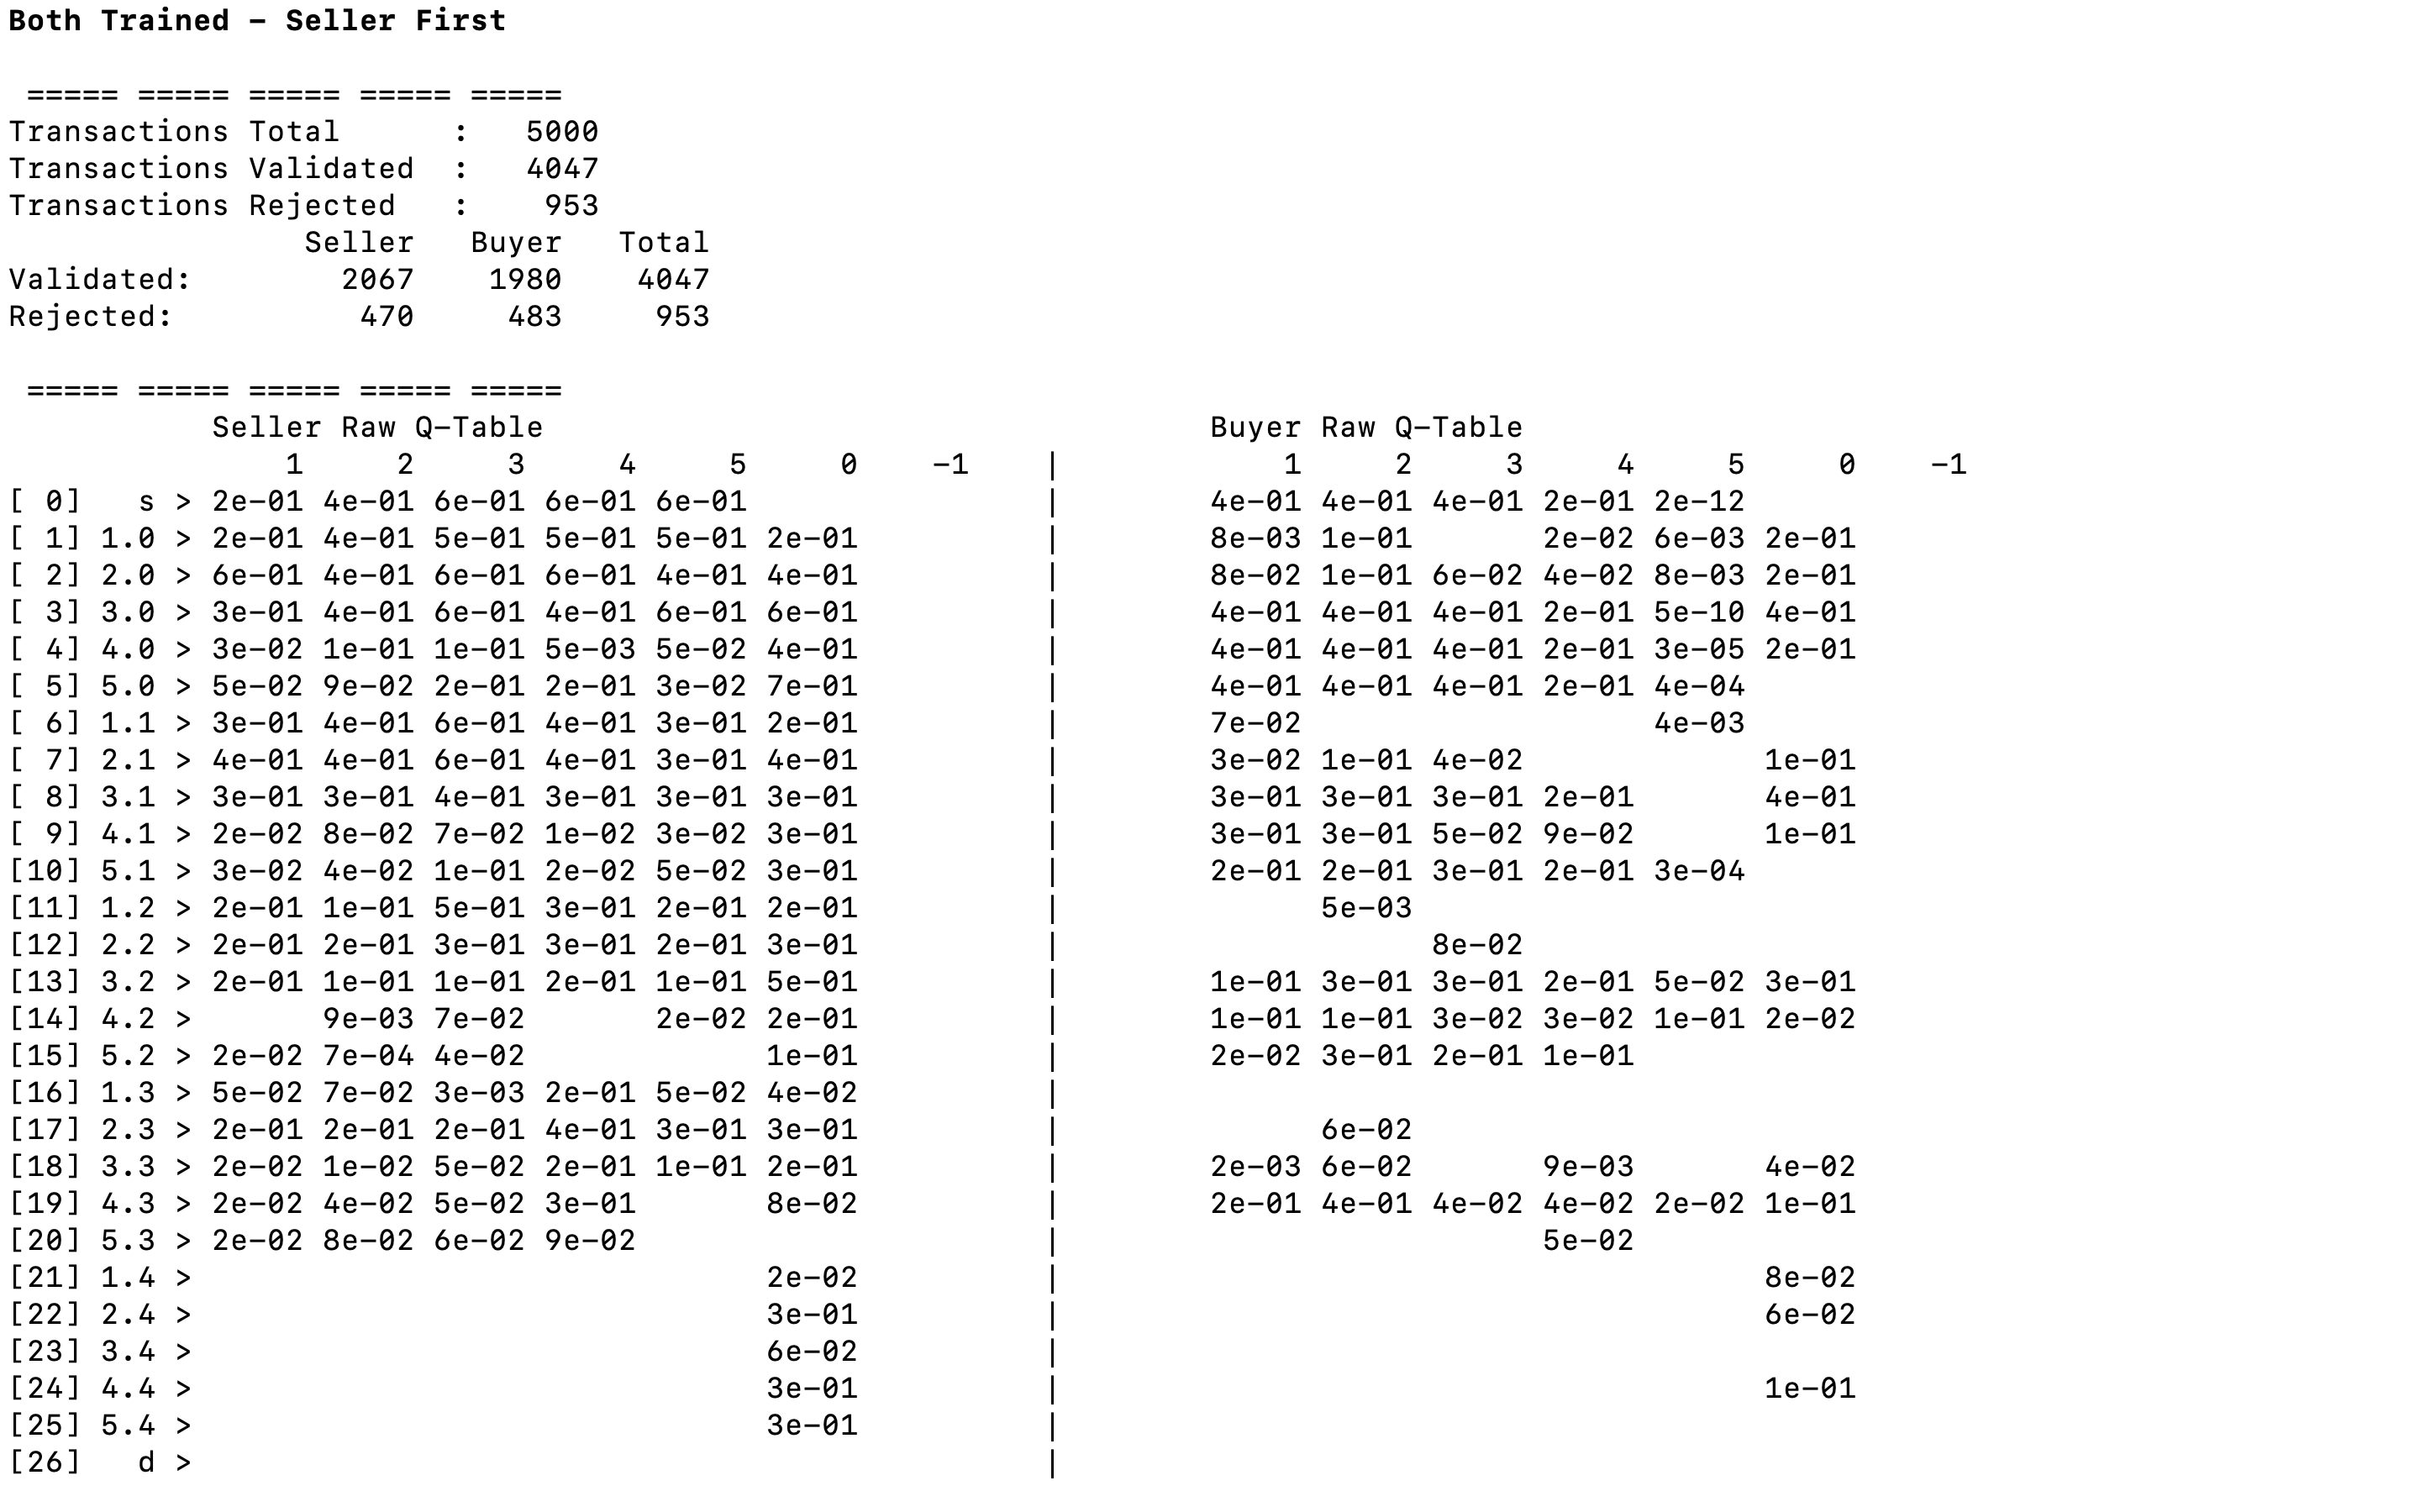 Both Trained – Seller First
===== ===== ===== ===== =====
Transactions Total      :   5000
Transactions Validated  :   4047
Transactions Rejected   :    953
                Seller   Buyer   Total
Validated:        2067    1980    4047
Rejected:          470     483     953
===== ===== ===== ===== =====
           Seller Raw Q-Table                                    Buyer Raw Q-Table
               1     2     3     4     5     0    -1    |            1     2     3     4     5     0    -1
[ 0]   s > 2e-01 4e-01 6e-01 6e-01 6e-01                |        4e-01 4e-01 4e-01 2e-01 2e-12
[ 1] 1.0 > 2e-01 4e-01 5e-01 5e-01 5e-01 2e-01          |        8e-03 1e-01       2e-02 6e-03 2e-01
[ 2] 2.0 > 6e-01 4e-01 6e-01 6e-01 4e-01 4e-01          |        8e-02 1e-01 6e-02 4e-02 8e-03 2e-01
[ 3] 3.0 > 3e-01 4e-01 6e-01 4e-01 6e-01 6e-01          |        4e-01 4e-01 4e-01 2e-01 5e-10 4e-01
[ 4] 4.0 > 3e-02 1e-01 1e-01 5e-03 5e-02 4e-01          |        4e-01 4e-01 4e-01 2e-01 3e-05 2e-01
[ 5] 5.0 > 5e-02 9e-02 2e-01 2e-01 3e-02 7e-01          |        4e-01 4e-01 4e-01 2e-01 4e-04
[ 6] 1.1 > 3e-01 4e-01 6e-01 4e-01 3e-01 2e-01          |        7e-02                   4e-03
[ 7] 2.1 > 4e-01 4e-01 6e-01 4e-01 3e-01 4e-01          |        3e-02 1e-01 4e-02             1e-01
[ 8] 3.1 > 3e-01 3e-01 4e-01 3e-01 3e-01 3e-01          |        3e-01 3e-01 3e-01 2e-01       4e-01
[ 9] 4.1 > 2e-02 8e-02 7e-02 1e-02 3e-02 3e-01          |        3e-01 3e-01 5e-02 9e-02       1e-01
[10] 5.1 > 3e-02 4e-02 1e-01 2e-02 5e-02 3e-01          |        2e-01 2e-01 3e-01 2e-01 3e-04
[11] 1.2 > 2e-01 1e-01 5e-01 3e-01 2e-01 2e-01          |              5e-03
[12] 2.2 > 2e-01 2e-01 3e-01 3e-01 2e-01 3e-01          |                    8e-02
[13] 3.2 > 2e-01 1e-01 1e-01 2e-01 1e-01 5e-01          |        1e-01 3e-01 3e-01 2e-01 5e-02 3e-01
[14] 4.2 >       9e-03 7e-02       2e-02 2e-01          |        1e-01 1e-01 3e-02 3e-02 1e-01 2e-02
[15] 5.2 > 2e-02 7e-04 4e-02             1e-01          |        2e-02 3e-01 2e-01 1e-01
[16] 1.3 > 5e-02 7e-02 3e-03 2e-01 5e-02 4e-02          |
[17] 2.3 > 2e-01 2e-01 2e-01 4e-01 3e-01 3e-01          |              6e-02
[18] 3.3 > 2e-02 1e-02 5e-02 2e-01 1e-01 2e-01          |        2e-03 6e-02       9e-03       4e-02
[19] 4.3 > 2e-02 4e-02 5e-02 3e-01       8e-02          |        2e-01 4e-01 4e-02 4e-02 2e-02 1e-01
[20] 5.3 > 2e-02 8e-02 6e-02 9e-02                      |                          5e-02
[21] 1.4 >                               2e-02          |                                      8e-02
[22] 2.4 >                               3e-01          |                                      6e-02
[23] 3.4 >                               6e-02          |
[24] 4.4 >                               3e-01          |                                      1e-01
[25] 5.4 >                               3e-01          |
[26]   d >                                              |